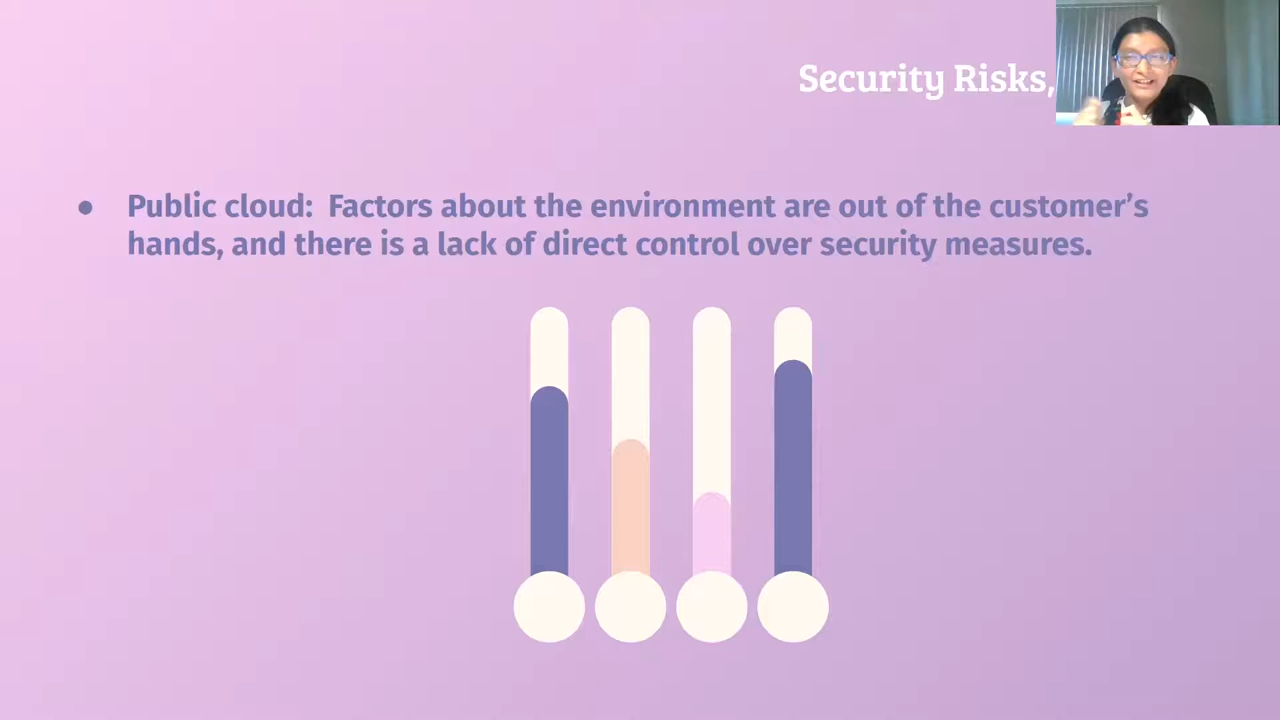 Security Risks,
● Public cloud:  Factors about the environment are out of the customer’s
hands, and there is a lack of direct control over security measures.